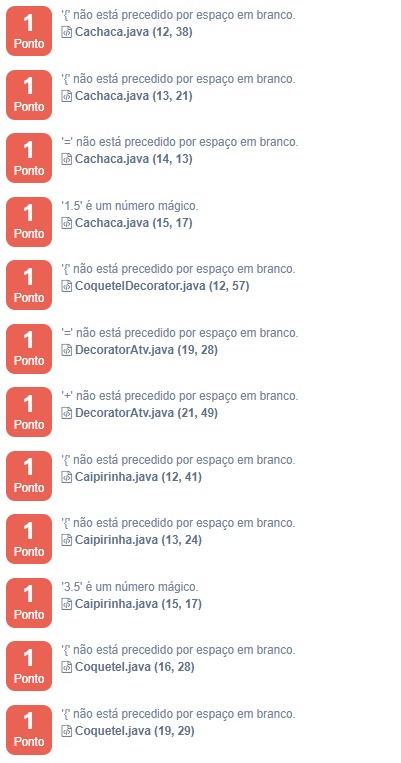 1
Ponto
'{' não está precedido por espaço em branco.
Cachaca.java (12, 38)
1
Ponto
'{' não está precedido por espaço em branco.
Cachaca.java (13, 21)
1
Ponto
'=' não está precedido por espaço em branco.
Cachaca.java (14, 13)
1
Ponto
'1.5' é um número mágico.
Cachaca.java (15, 17)
1
Ponto
'{' não está precedido por espaço em branco.
CoquetelDecorator.java (12, 57)
1
Ponto
'=' não está precedido por espaço em branco.
DecoratorAtv.java (19, 28)
1
Ponto
'+' não está precedido por espaço em branco.
DecoratorAtv.java (21, 49)
1
Ponto
'{' não está precedido por espaço em branco.
Caipirinha.java (12, 41)
1
Ponto
'{' não está precedido por espaço em branco.
Caipirinha.java (13, 24)
1
Ponto
'3.5' é um número mágico.
Caipirinha.java (15, 17)
1
Ponto
'{' não está precedido por espaço em branco.
Coquetel.java (16, 28)
1
Ponto
'{' não está precedido por espaço em branco.
Coquetel.java (19, 29)